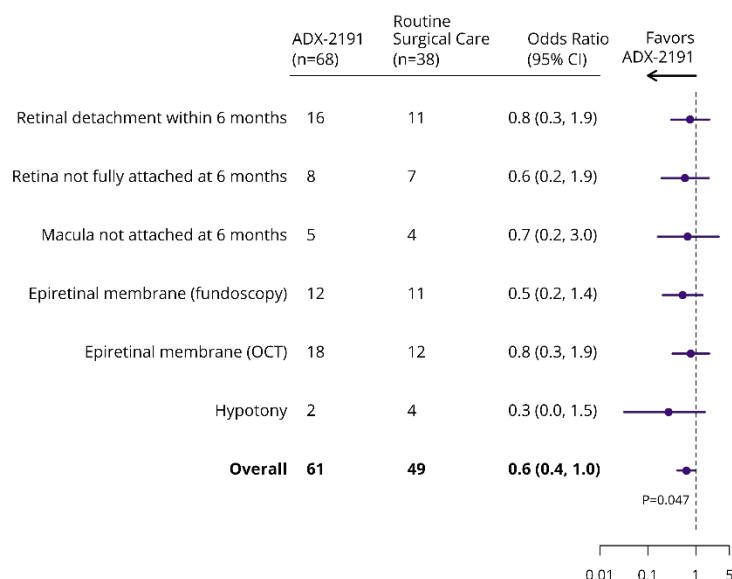 ADX-2191 (n=68)
Routine Surgical Care (n=38)
Odds Ratio (95% CI)
Favors ADX-2191
Retinal detachment within 6 months 16 11 0.8 (0.3, 1.9)
Retina not fully attached at 6 months 8 7 0.6 (0.2, 1.9)
Macula not attached at 6 months 5 4 0.7 (0.2, 3.0)
Epiretinal membrane (fundoscopy) 12 11 0.5 (0.2, 1.4)
Epiretinal membrane (OCT) 18 12 0.8 (0.3, 1.9)
Hypotony 2 4 0.3 (0.0, 1.5)
Overall 61 49 0.6 (0.4, 1.0)
P=0.047
0.01 0.1 1 5